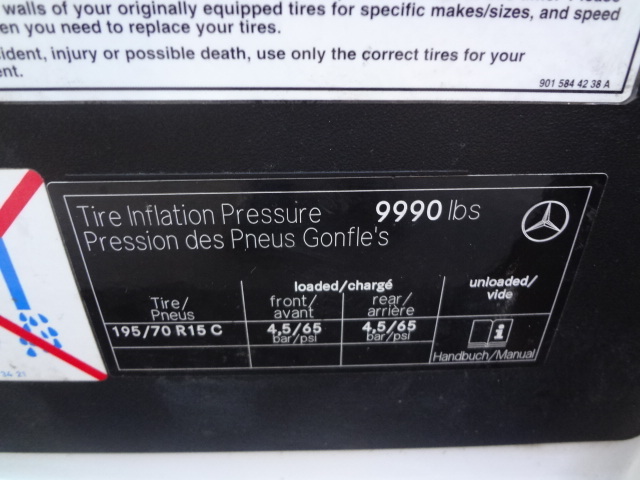 walls of your originally equipped tires for specific makes/sizes, and speed
en you need to replace your tires.
ident, injury or possible death, use only the correct tires for your
ent.
901 584 42 38 A
Tire Inflation Pressure 9990 lbs
Pression des Pneus Gonfle's
loaded/chargé unloaded/
vide
Tire/ front/ rear/
Pneus avant arrière
195/70 R15 C 4,5/65 4,5/65
bar/psi bar/psi
Handbuch/Manual